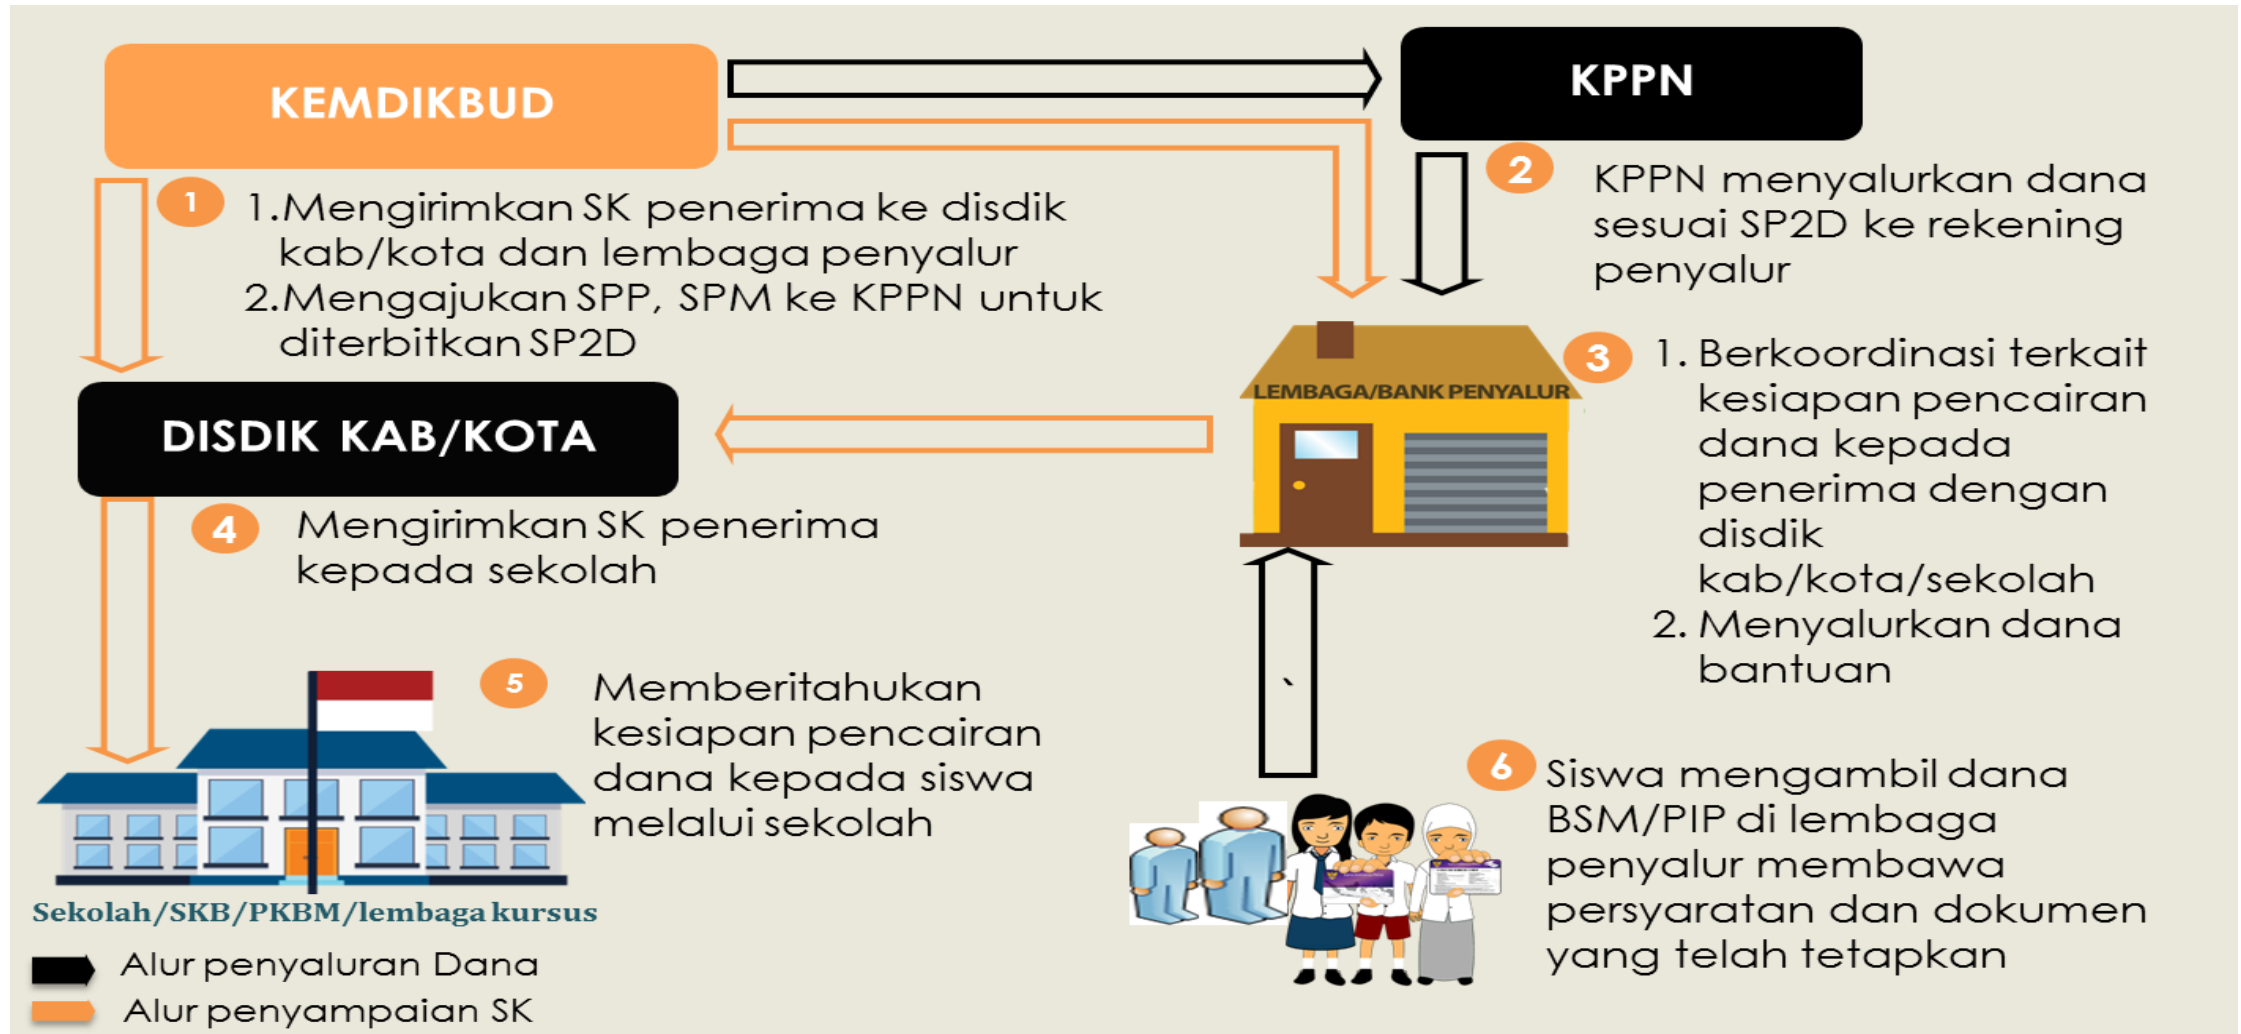 KEMDIKBUD
KPPN
1
1.Mengirimkan SK penerima ke disdik
kab/kota dan lembaga penyalur
2.Mengajukan SPP, SPM ke KPPN untuk
diterbitkan SP2D
2
KPPN menyalurkan dana
sesuai SP2D ke rekening
penyalur
LEMBAGA/BANK PENYALUR
3
1. Berkoordinasi terkait
kesiapan pencairan
dana kepada
penerima dengan
disdik
kab/kota/sekolah
2. Menyalurkan dana
bantuan
DISDIK KAB/KOTA
4
Mengirimkan SK penerima
kepada sekolah
5
Memberitahukan
kesiapan pencairan
dana kepada siswa
melalui sekolah
`
6
Siswa mengambil dana
BSM/PIP di lembaga
penyalur membawa
persyaratan dan dokumen
yang telah tetapkan
Sekolah/SKB/PKBM/lembaga kursus
Alur penyaluran Dana
Alur penyampaian SK